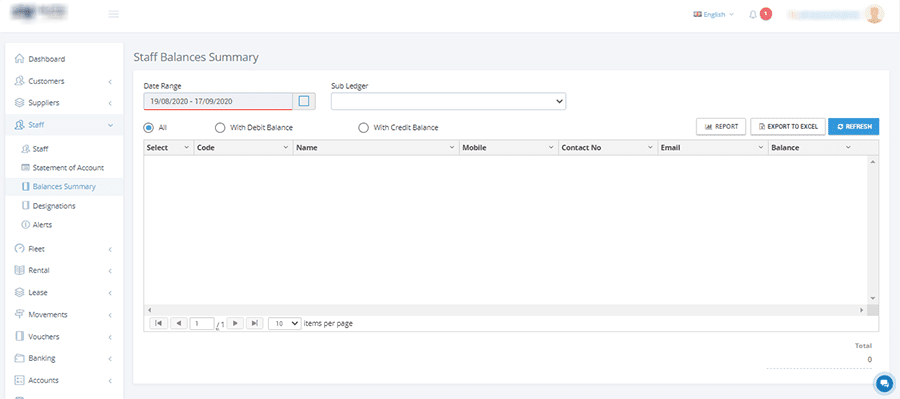 English
1
Dashboard
Customers
Suppliers
Staff
Staff
Statement of Account
Balances Summary
Designations
Alerts
Fleet
Rental
Lease
Movements
Vouchers
Banking
Accounts
Staff Balances Summary
Date Range
Sub Ledger
19/08/2020 - 17/09/2020
All
With Debit Balance
With Credit Balance
REPORT
EXPORT TO EXCEL
REFRESH
Select Code Name Mobile Contact No Email Balance
1 / 1 10 items per page
Total
0